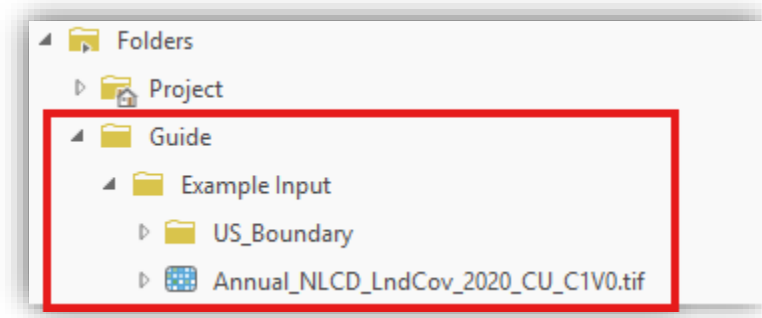 Folders
Project
Guide
Example Input
US_Boundary
Annual_NLCD_LndCov_2020_CU_C1V0.tif